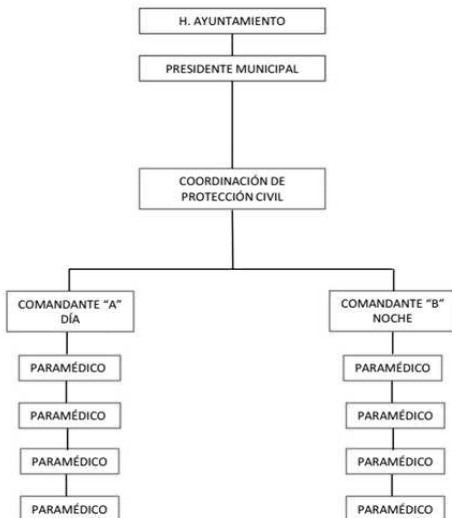 H. AYUNTAMIENTO
PRESIDENTE MUNICIPAL
COORDINACIÓN DE
PROTECCIÓN CIVIL
COMANDANTE “A”
DÍA
PARAMÉDICO
PARAMÉDICO
PARAMÉDICO
PARAMÉDICO
COMANDANTE “B”
NOCHE
PARAMÉDICO
PARAMÉDICO
PARAMÉDICO
PARAMÉDICO